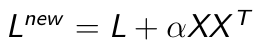 L^{new} = L + αXX^T